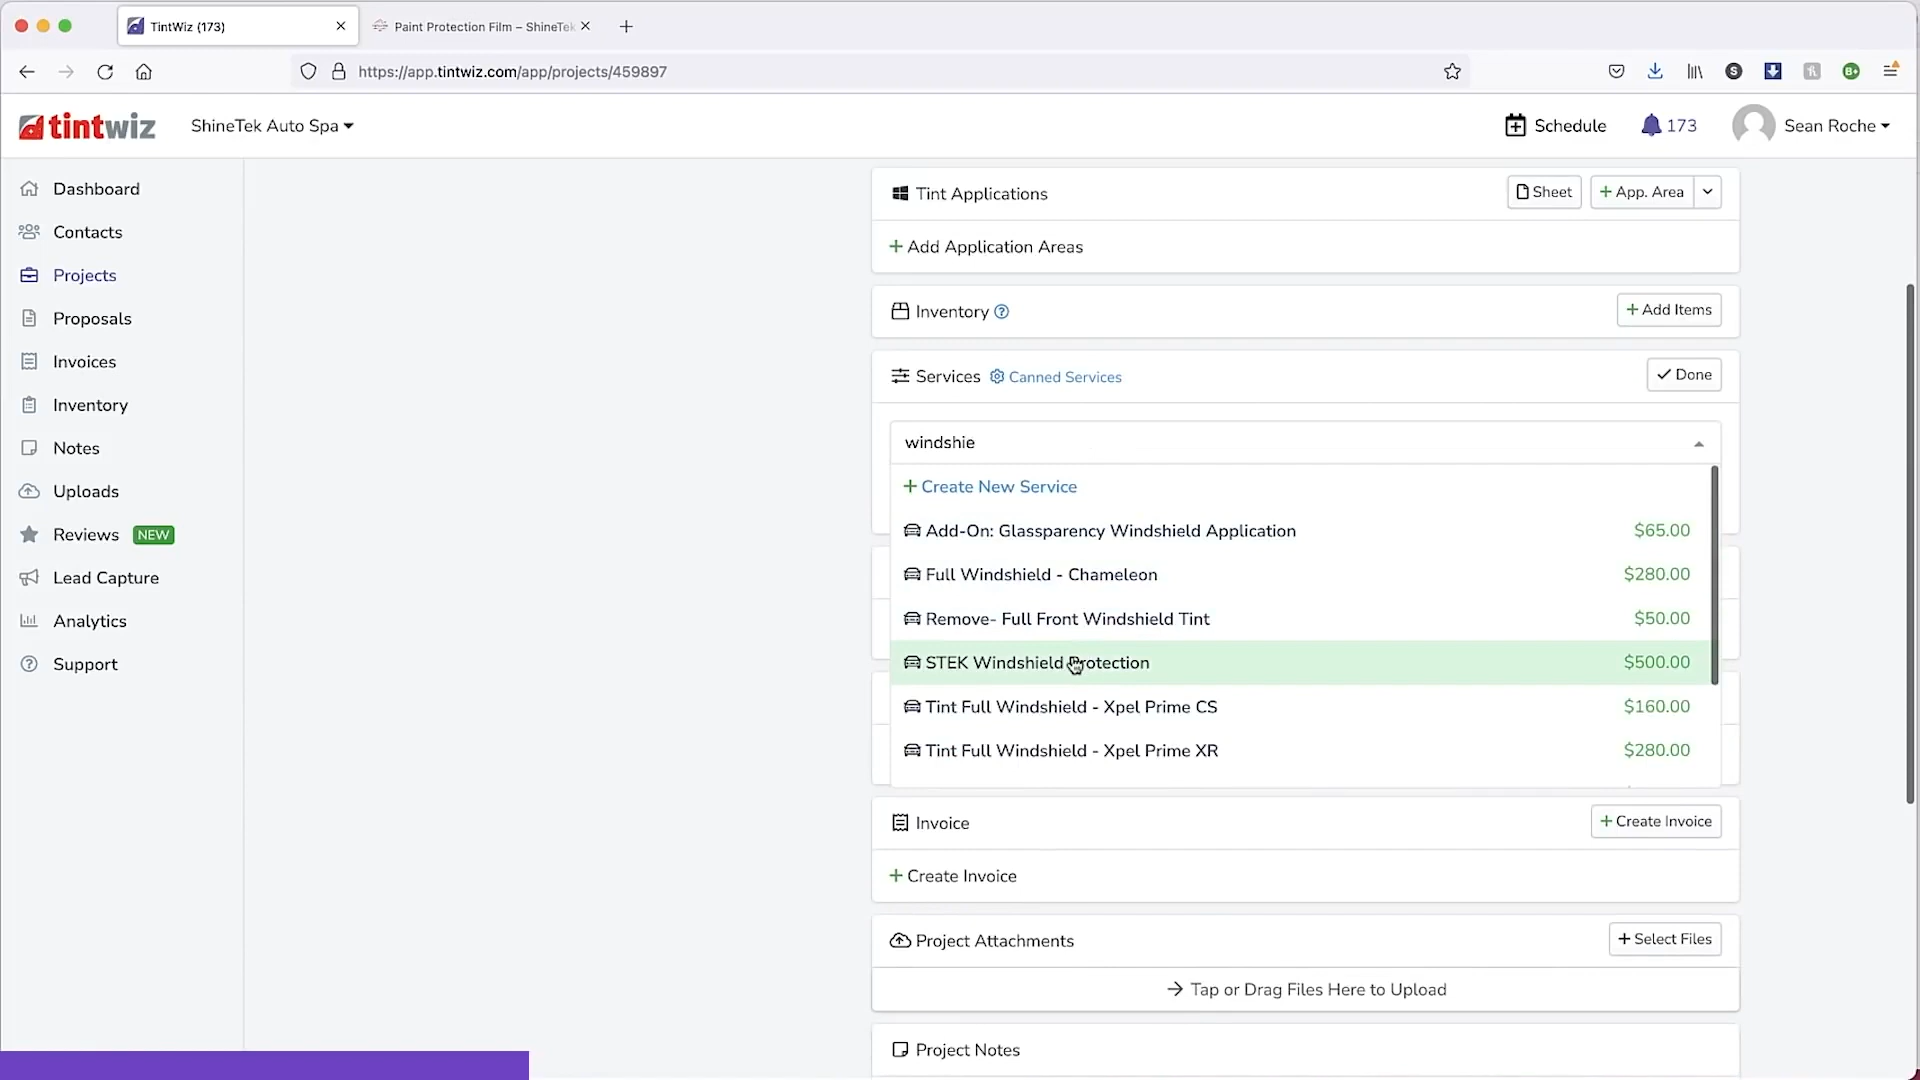 TintWiz (173)
Paint Protection Film – ShineTek
https://app.tintwiz.com/app/projects/459897
tintwiz
ShineTek Auto Spa
Schedule
173
Sean Roche
Dashboard
Contacts
Projects
Proposals
Invoices
Inventory
Notes
Uploads
Reviews NEW
Lead Capture
Analytics
Support
Tint Applications
Sheet
+ App. Area
+ Add Application Areas
Inventory ?
+ Add Items
Services Canned Services
Done
windshie
+ Create New Service
Add-On: Glassparency Windshield Application $65.00
Full Windshield - Chameleon $280.00
Remove- Full Front Windshield Tint $50.00
STEK Windshield Protection $500.00
Tint Full Windshield - Xpel Prime CS $160.00
Tint Full Windshield - Xpel Prime XR $280.00
Invoice
+ Create Invoice
+ Create Invoice
Project Attachments
+ Select Files
→ Tap or Drag Files Here to Upload
Project Notes